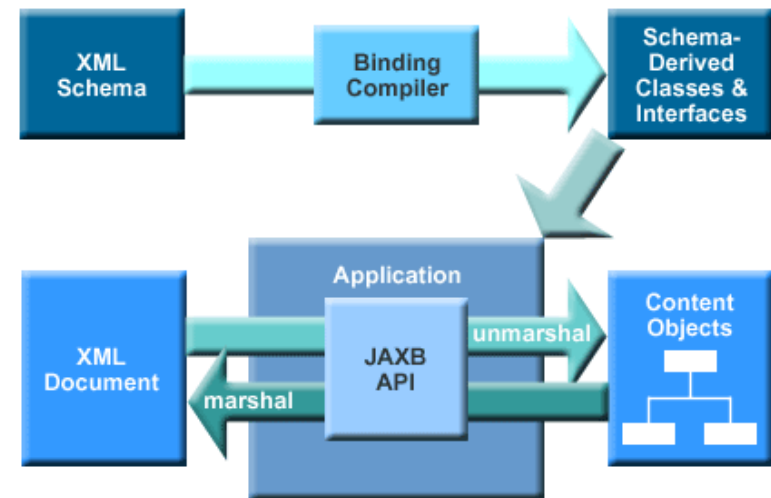 XML
Schema
Binding
Compiler
Schema-
Derived
Classes &
Interfaces
Application
XML
Document
JAXB
API
unmarshal
marshal
Content
Objects